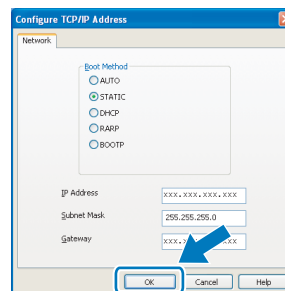 Configure TCP/IP Address
Network
Boot Method
AUTO
STATIC
DHCP
RARP
BOOTP
IP Address xxx.xxx.xxx.xxx
Subnet Mask 255.255.255.0
Gateway
OK Cancel Help